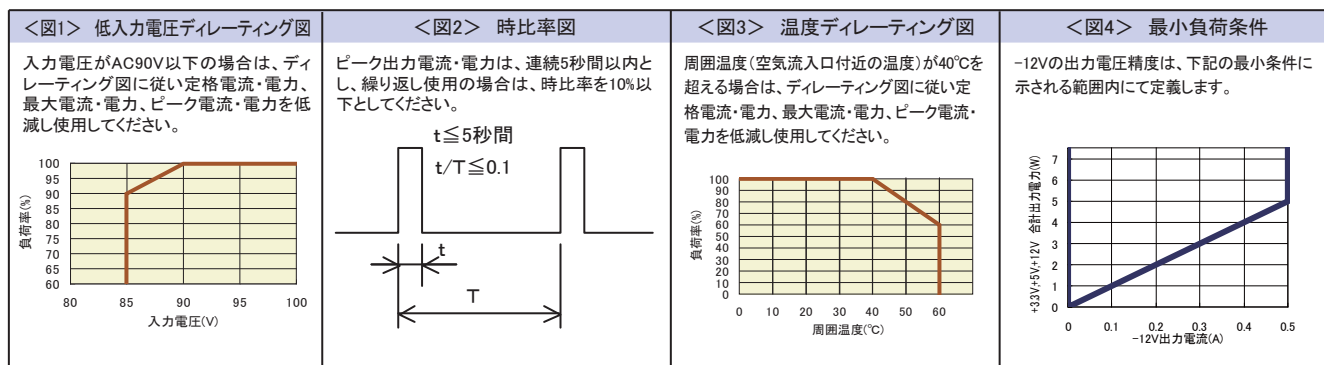 <図1> 低入力電圧ディレーティング図
入力電圧がAC90V以下の場合は、ディ
レーティング図に従い定格電流・電力、
最大電流・電力、ピーク電流・電力を低
減し使用してください。
100
95
90
85
80
75
70
65
60
負荷率(%)
80 85 90 95 100
入力電圧(V)
<図2> 時比率図
ピーク出力電流・電力は、連続5秒間以内と
し、繰り返し使用の場合は、時比率を10%以
下としてください。
t≦5秒間
t/T≦0.1
t
T
<図3> 温度ディレーティング図
周囲温度(空気流入口付近の温度)が40℃を
超える場合は、ディレーティング図に従い定
格電流・電力、最大電流・電力、ピーク電流・
電力を低減し使用してください。
100
90
80
70
60
50
40
30
20
10
0
負荷率(%)
0 10 20 30 40 50 60
周囲温度(℃)
<図4> 最小負荷条件
-12Vの出力電圧精度は、下記の最小条件に
示される範囲内にて定義します。
7
6
5
4
3
2
1
0
+3.3V,+5V,+12V 合計出力電力(W)
0 0.1 0.2 0.3 0.4 0.5
-12V出力電流(A)